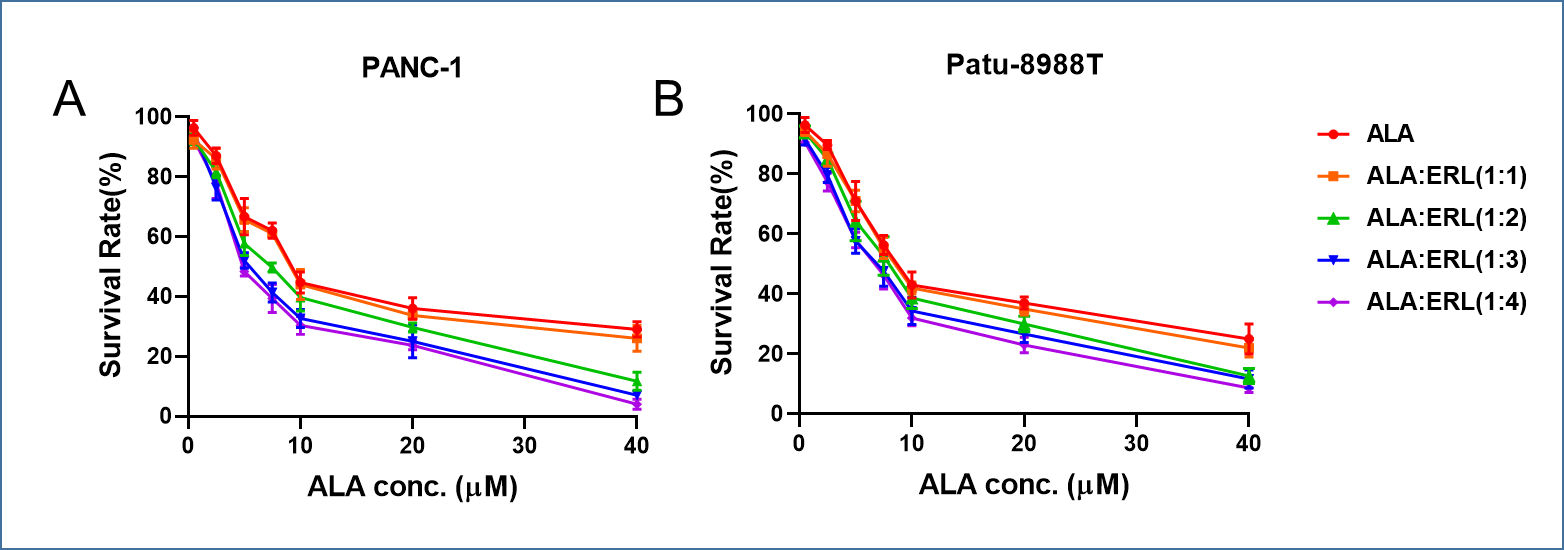 A
PANC-1
Survival Rate(%)
100
80
60
40
20
0
0 10 20 30 40
ALA conc. (μM)
B
Patu-8988T
Survival Rate(%)
100
80
60
40
20
0
0 10 20 30 40
ALA conc. (μM)
ALA
ALA:ERL(1:1)
ALA:ERL(1:2)
ALA:ERL(1:3)
ALA:ERL(1:4)